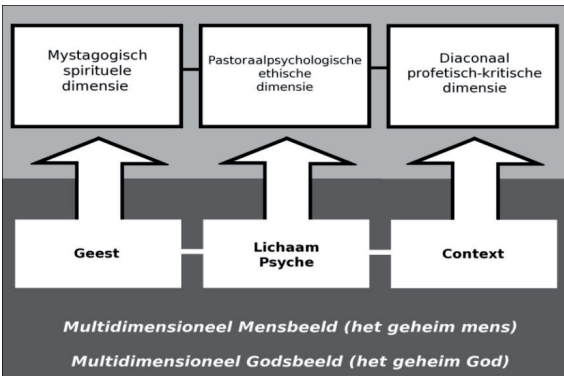 Mystagogisch
spirituele
dimensie
Pastoraalpsychologische
ethische
dimensie
Diaconaal
profetisch-kritische
dimensie
Geest
Lichaam
Psyche
Context
Multidimensioneel Mensbeeld (het geheim mens)
Multidimensioneel Godsbeeld (het geheim God)